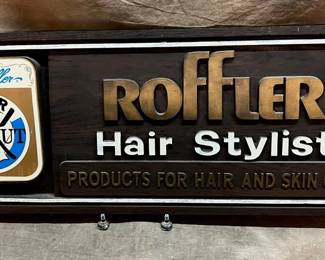 ROffLER
Hair Stylist
PRODUCTS FOR HAIR AND SKIN